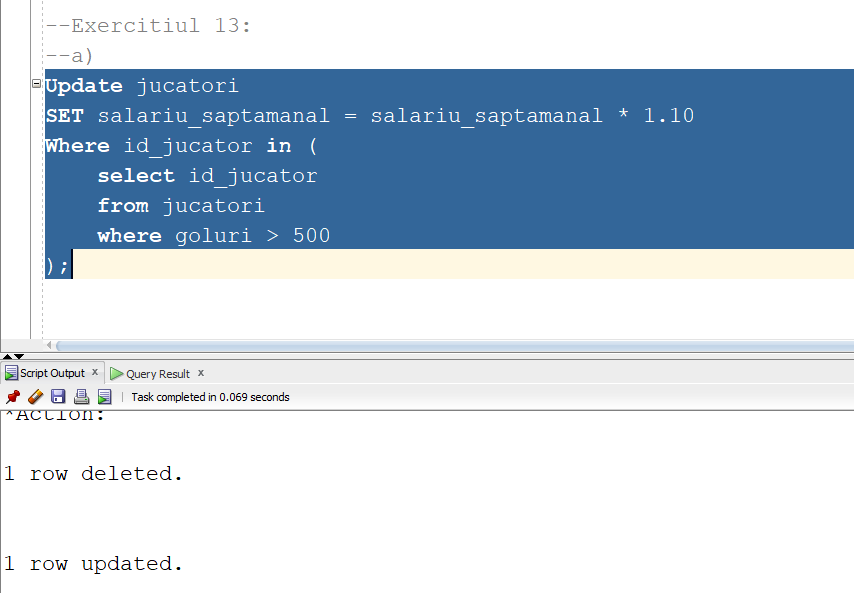 --Exercitiul 13:
--a)
Update jucatori
SET salariu_saptamanal = salariu_saptamanal * 1.10
Where id_jucator in (
    select id_jucator
    from jucatori
    where goluri > 500
);
Script Output x Query Result x
Task completed in 0.069 seconds
*Action:
1 row deleted.
1 row updated.